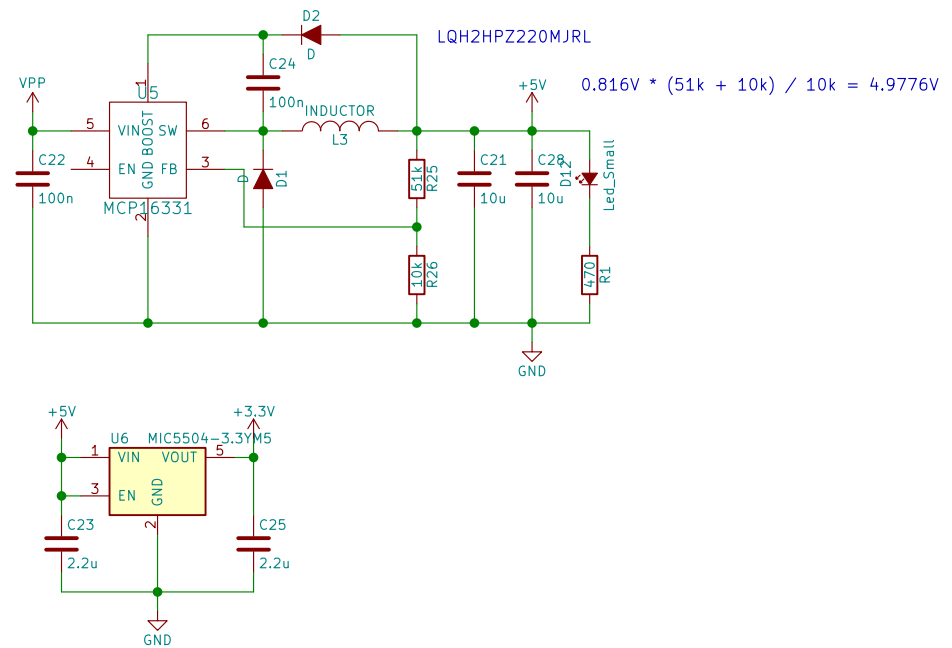 D2
D
LQH2HPZ220MJRL
0.816V * (51k + 10k) / 10k = 4.9776V
C24
100n
VPP
1
U5
+5V
INDUCTOR
L3
5
VIN
BOOST
SW
6
4
EN
GND
FB
3
MCP16331
2
C22
100n
D
D1
51k
R25
C21
10u
C28
10u
D12
Led_Small
10k
R26
470
R1
GND
+5V
+3.3V
U6
MIC5504-3.3YM5
1
VIN
VOUT
5
3
EN
GND
2
C23
2.2u
C25
2.2u
GND